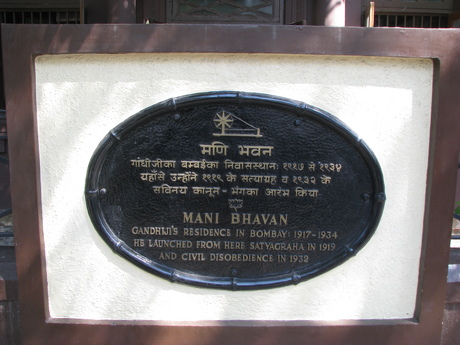 मणि भवन
गांधीजीका बम्बईका निवासस्थान: १९१७ से १९३४
यहाँसे उन्होंने १९१९ के सत्याग्रह व १९३२ के
सविनय कानून-भंगका आरंभ किया
MANI BHAVAN
GANDHIJI'S RESIDENCE IN BOMBAY: 1917-1934
HE LAUNCHED FROM HERE SATYAGRAHA IN 1919
AND CIVIL DISOBEDIENCE IN 1932